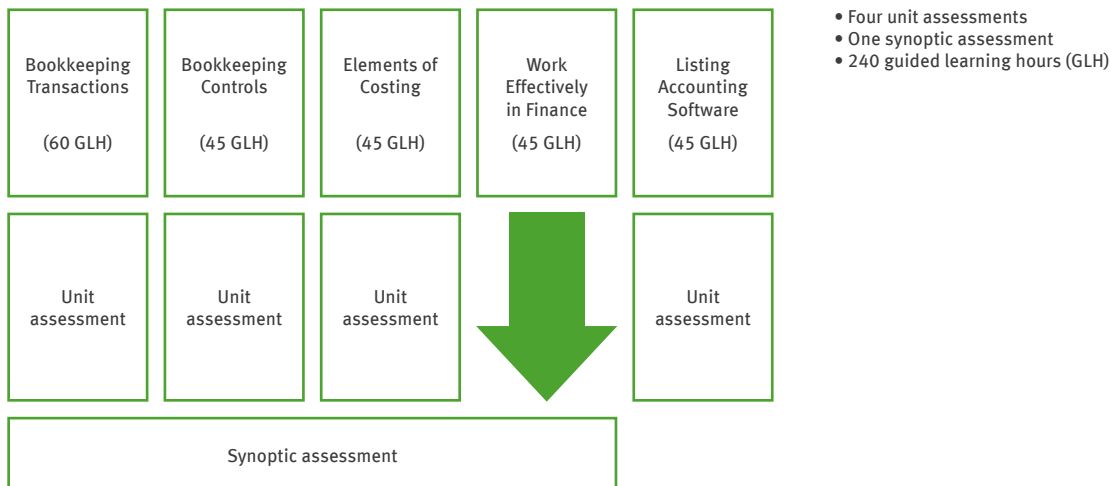 Bookkeeping
Transactions
(60 GLH)
Bookkeeping
Controls
(45 GLH)
Elements of
Costing
(45 GLH)
Work
Effectively
in Finance
(45 GLH)
Listing
Accounting
Software
(45 GLH)
• Four unit assessments
• One synoptic assessment
• 240 guided learning hours (GLH)
Unit
assessment
Unit
assessment
Unit
assessment
Unit
assessment
Synoptic assessment